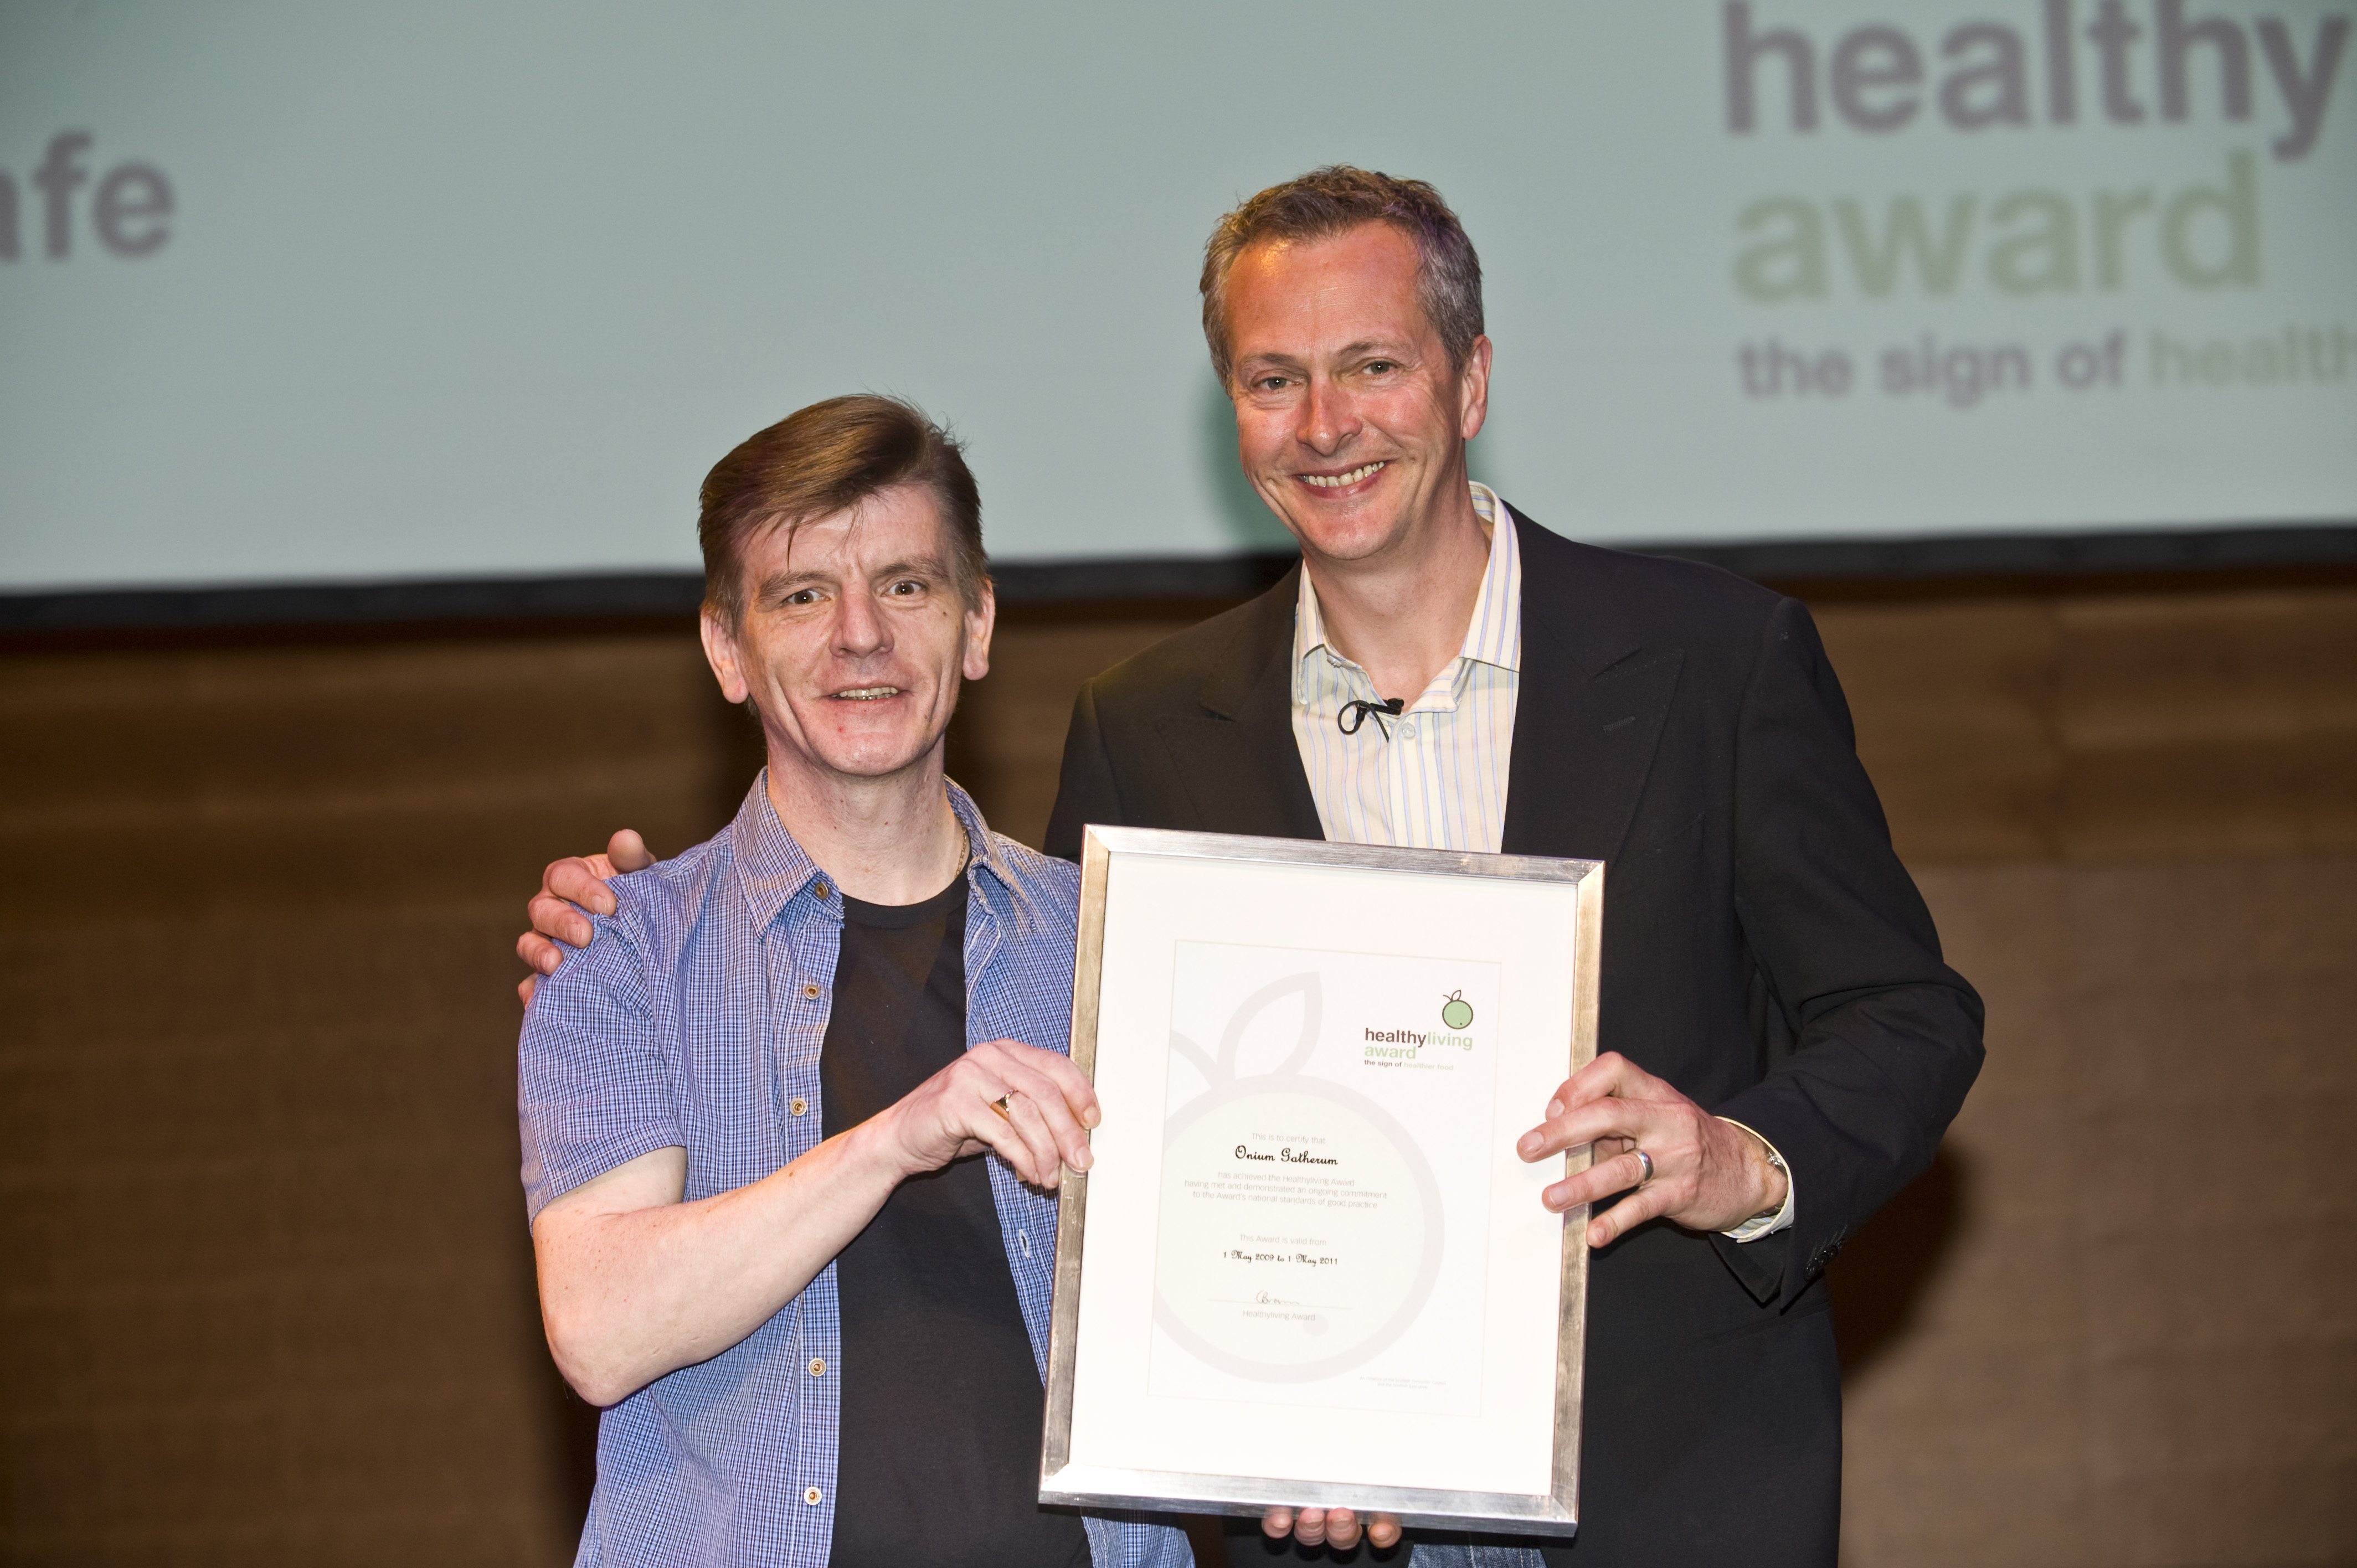 afe
healthy
award
the sign of health
healthyliving
award
the sign of healthier food
This is to certify that
Onium Gatherum
has achieved the Healthyliving Award
having met and demonstrated an ongoing commitment
to the Award's national standards of good practice
This Award is valid from
1 May 2009 to 1 May 2011
Healthyliving Award